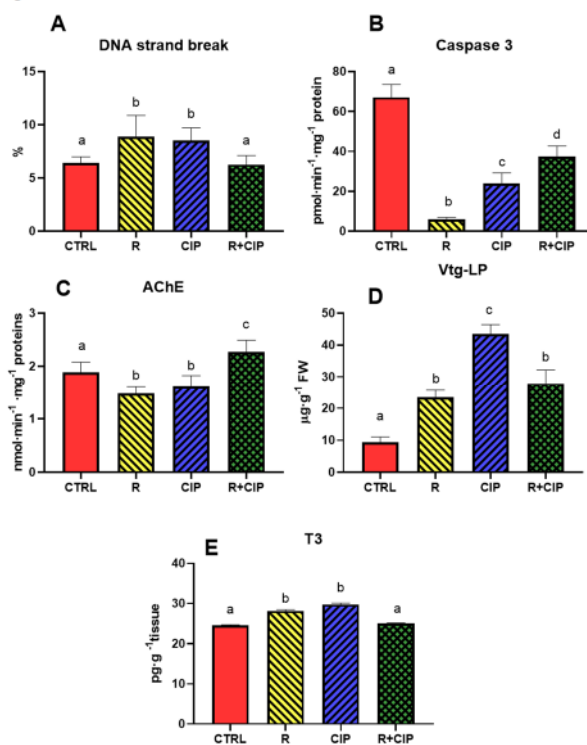 A
DNA strand break
%
15
10
5
0
a
b
b
a
CTRL
R
CIP
R+CIP
B
Caspase 3
pmol·min⁻¹·mg⁻¹ protein
80
60
40
20
0
a
b
c
d
CTRL
R
CIP
R+CIP
C
AChE
nmol·min⁻¹ ·mg⁻¹ proteins
3
2
1
0
a
b
b
c
CTRL
R
CIP
R+CIP
Vtg-LP
D
µg·g⁻¹ FW
50
40
30
20
10
0
a
b
c
b
CTRL
R
CIP
R+CIP
E
T3
pg·g ⁻¹tissue
40
30
20
10
0
a
b
b
a
CTRL
R
CIP
R+CIP